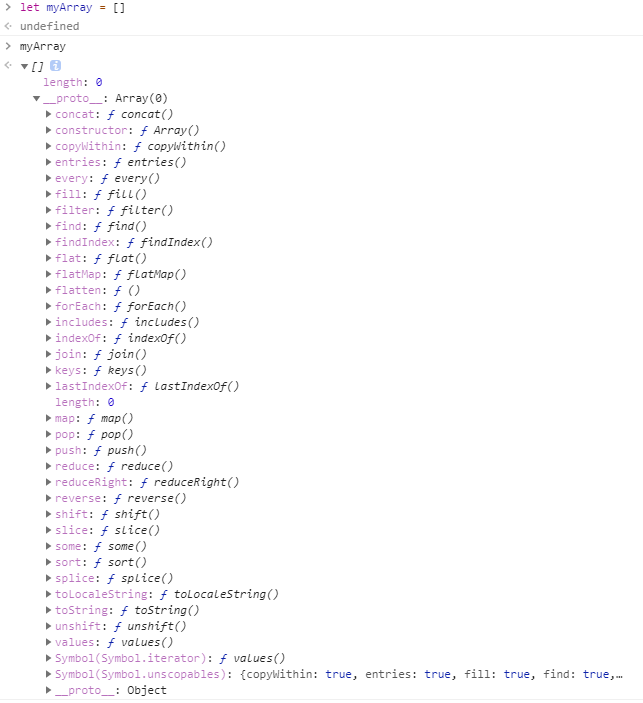 > let myArray = []
<· undefined
> myArray
<· ▼[] i
length: 0
▼__proto__: Array(0)
▶concat: ƒ concat()
▶constructor: ƒ Array()
▶copyWithin: ƒ copyWithin()
▶entries: ƒ entries()
▶every: ƒ every()
▶fill: ƒ fill()
▶filter: ƒ filter()
▶find: ƒ find()
▶findIndex: ƒ findIndex()
▶flat: ƒ flat()
▶flatMap: ƒ flatMap()
▶flatten: ƒ ()
▶forEach: ƒ forEach()
▶includes: ƒ includes()
▶indexOf: ƒ indexOf()
▶join: ƒ join()
▶keys: ƒ keys()
▶lastIndexOf: ƒ lastIndexOf()
length: 0
▶map: ƒ map()
▶pop: ƒ pop()
▶push: ƒ push()
▶reduce: ƒ reduce()
▶reduceRight: ƒ reduceRight()
▶reverse: ƒ reverse()
▶shift: ƒ shift()
▶slice: ƒ slice()
▶some: ƒ some()
▶sort: ƒ sort()
▶splice: ƒ splice()
▶toLocaleString: ƒ toLocaleString()
▶toString: ƒ toString()
▶unshift: ƒ unshift()
▶values: ƒ values()
▶Symbol(Symbol.iterator): ƒ values()
▶Symbol(Symbol.unscopables): {copyWithin: true, entries: true, fill: true, find: true,…
▶__proto__: Object